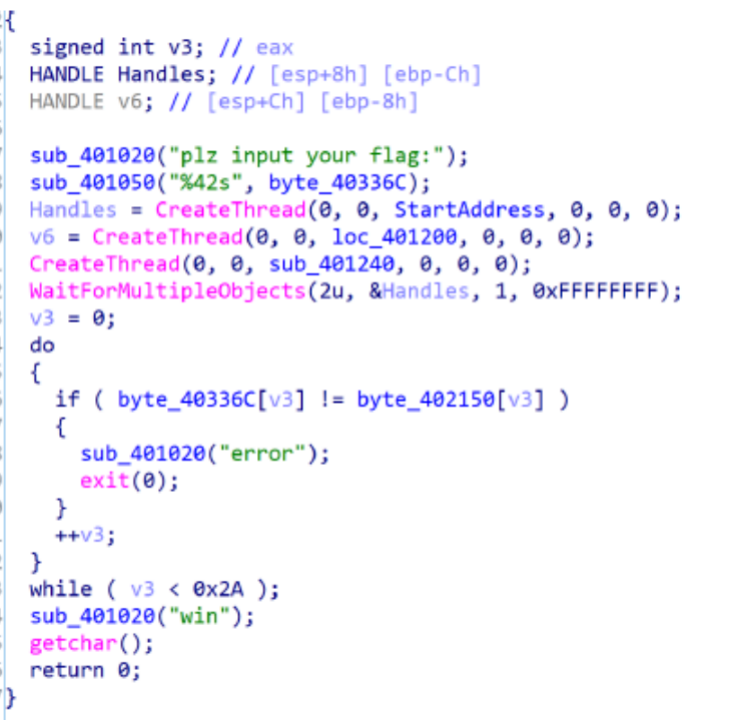 {
signed int v3; // eax
HANDLE Handles; // [esp+8h] [ebp-Ch]
HANDLE v6; // [esp+Ch] [ebp-8h]
sub_401020("plz input your flag:");
sub_401050("%42s", byte_40336C);
Handles = CreateThread(0, 0, StartAddress, 0, 0, 0);
v6 = CreateThread(0, 0, loc_401200, 0, 0, 0);
CreateThread(0, 0, sub_401240, 0, 0, 0);
WaitForMultipleObjects(2u, &Handles, 1, 0xFFFFFFFF);
v3 = 0;
do
{
if ( byte_40336C[v3] != byte_402150[v3] )
{
sub_401020("error");
exit(0);
}
++v3;
}
while ( v3 < 0x2A );
sub_401020("win");
getchar();
return 0;
}